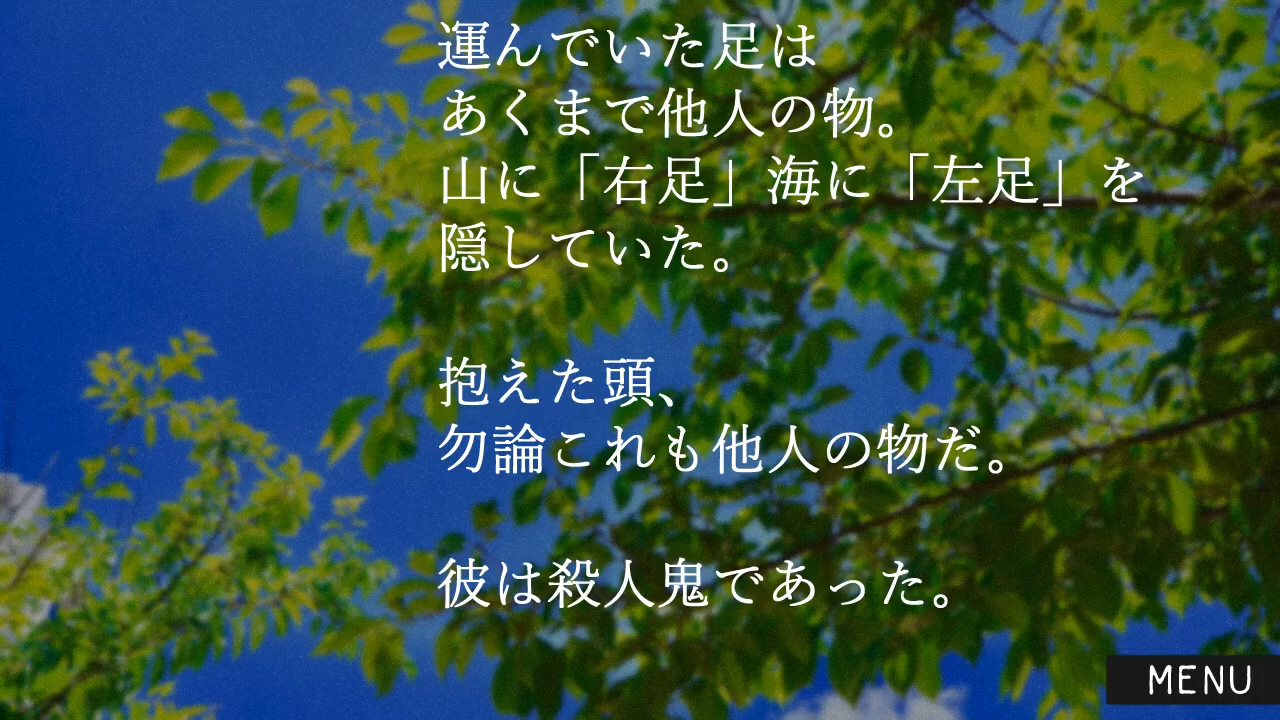 運んでいた足は
あくまで他人の物。
山に「右足」海に「左足」を
隠していた。
抱えた頭、
勿論これも他人の物だ。
彼は殺人鬼であった。
MENU